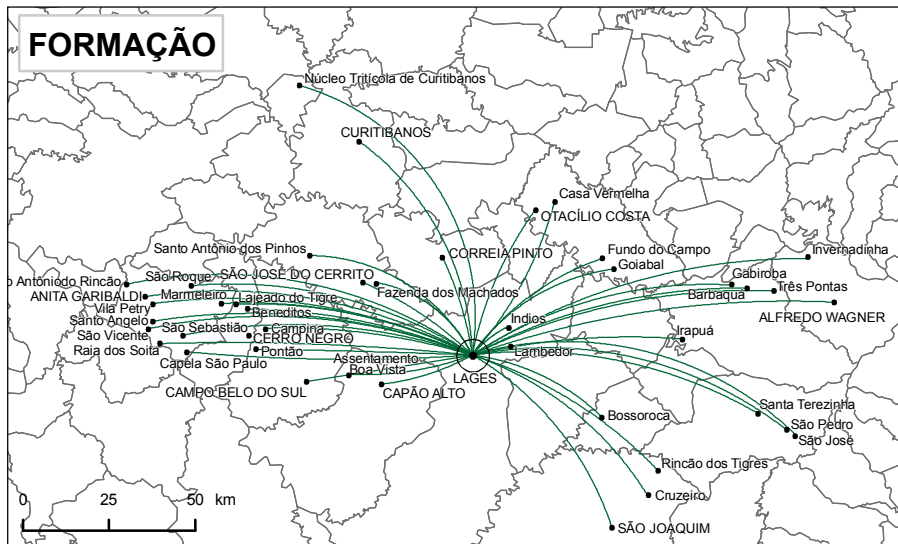 FORMAÇÃO
Núcleo Tritícola de Curitibanos
CURITIBANOS
Casa Vermelha
OTACÍLIO COSTA
Santo Antônio dos Pinhos
CORREIA PINTO
Fundo do Campo
Invernadinha
Goiabal
o Antôniodo Rincão
São Roque
SÃO JOSÉ DO CERRITO
Gabiroba
Fazenda dos Machados
Três Pontas
ANITA GARIBALDI
Marmeleiro
Lajeado do Tigre
Barbaquá
Vila Petry
Beneditos
ALFREDO WAGNER
Santo Angelo
São Vicente
São Sebastião
Campina
Indios
Irapuá
CERRO NEGRO
Raia dos Soita
Pontão
Lambedor
Capela São Paulo
Assentamento
Boa Vista
LAGES
CAMPO BELO DO SUL
CAPÃO ALTO
Santa Terezinha
Bossoroca
São Pedro
São José
Rincão dos Tigres
Cruzeiro
SÃO JOAQUIM
0 25 50 km